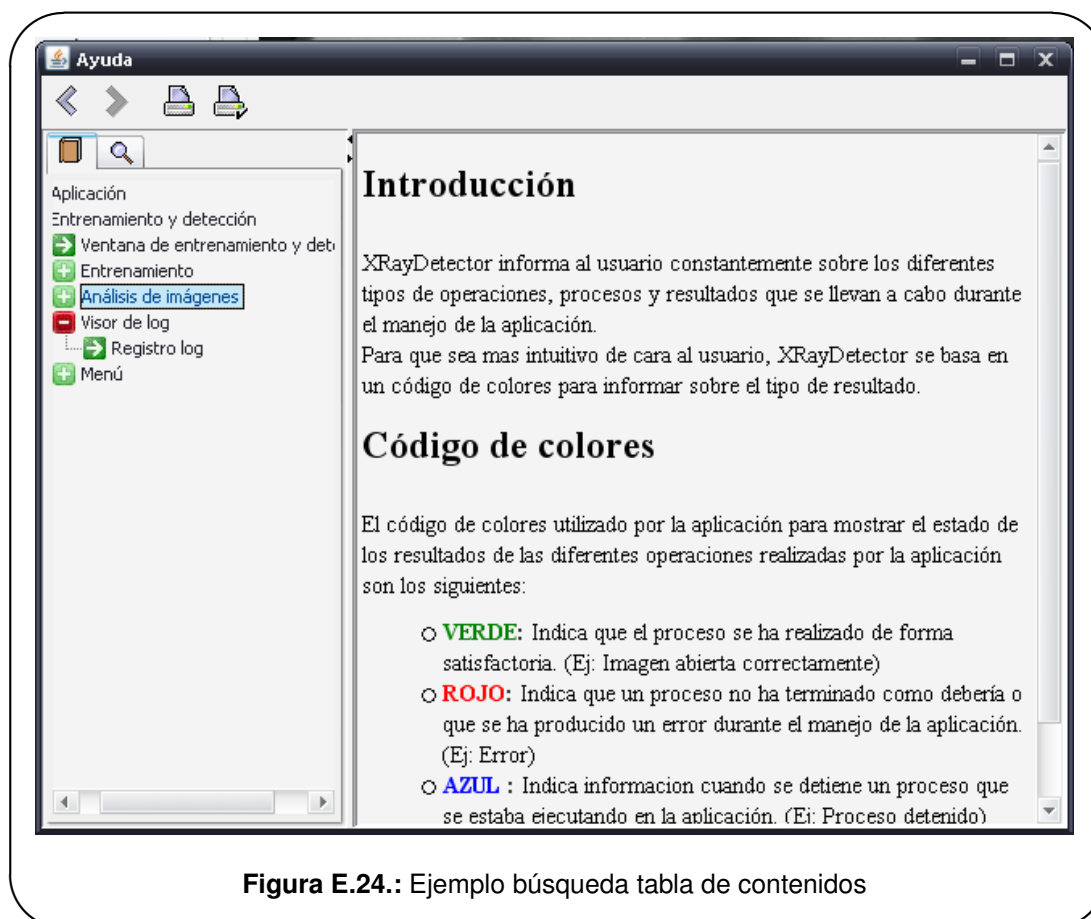 Ayuda
Aplicación
Entrenamiento y detección
Ventana de entrenamiento y dete
Entrenamiento
Análisis de imágenes
Visor de log
Registro log
Menú
Introducción
XRayDetector informa al usuario constantemente sobre los diferentes
tipos de operaciones, procesos y resultados que se llevan a cabo durante
el manejo de la aplicación.
Para que sea mas intuitivo de cara al usuario, XRayDetector se basa en
un código de colores para informar sobre el tipo de resultado.
Código de colores
El código de colores utilizado por la aplicación para mostrar el estado de
los resultados de las diferentes operaciones realizadas por la aplicación
son los siguientes:
VERDE: Indica que el proceso se ha realizado de forma
satisfactoria. (Ej: Imagen abierta correctamente)
ROJO: Indica que un proceso no ha terminado como debería o
que se ha producido un error durante el manejo de la aplicación.
(Ej: Error)
AZUL : Indica informacion cuando se detiene un proceso que
se estaba ejecutando en la aplicación. (Ej: Proceso detenido)
Figura E.24.: Ejemplo búsqueda tabla de contenidos